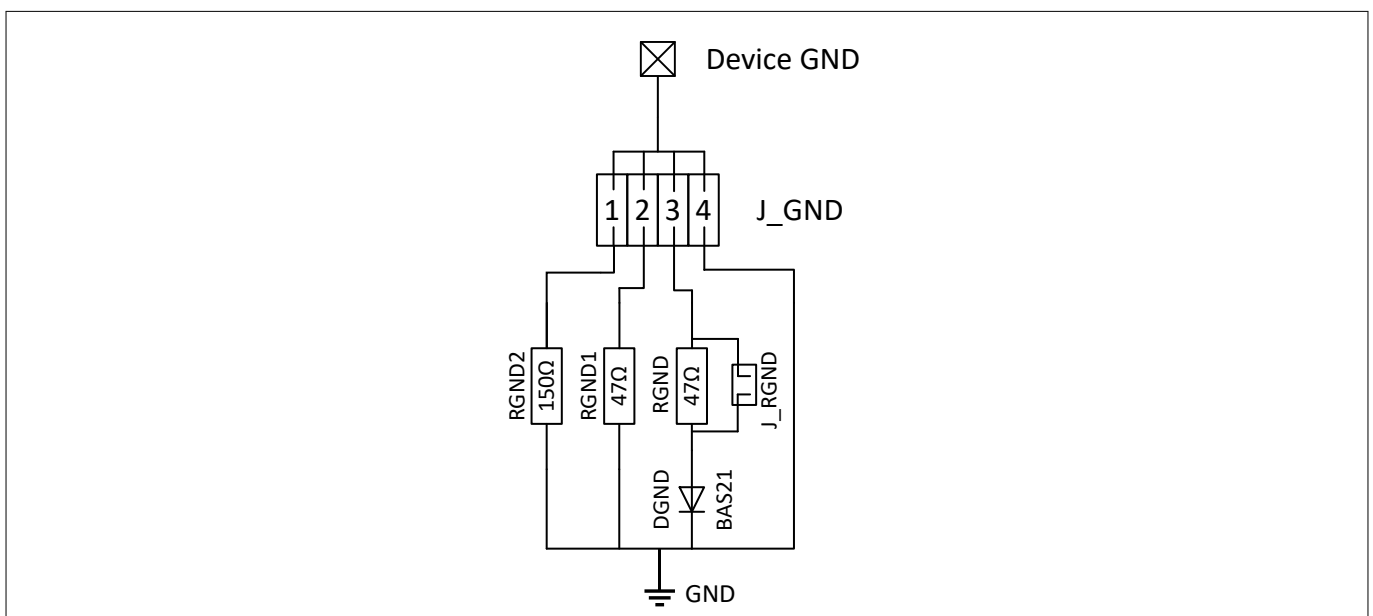 Device GND
1 2 3 4
J_GND
RGND2
150Ω
RGND1
47Ω
RGND
47Ω
J_RGND
DGND
BAS21
GND